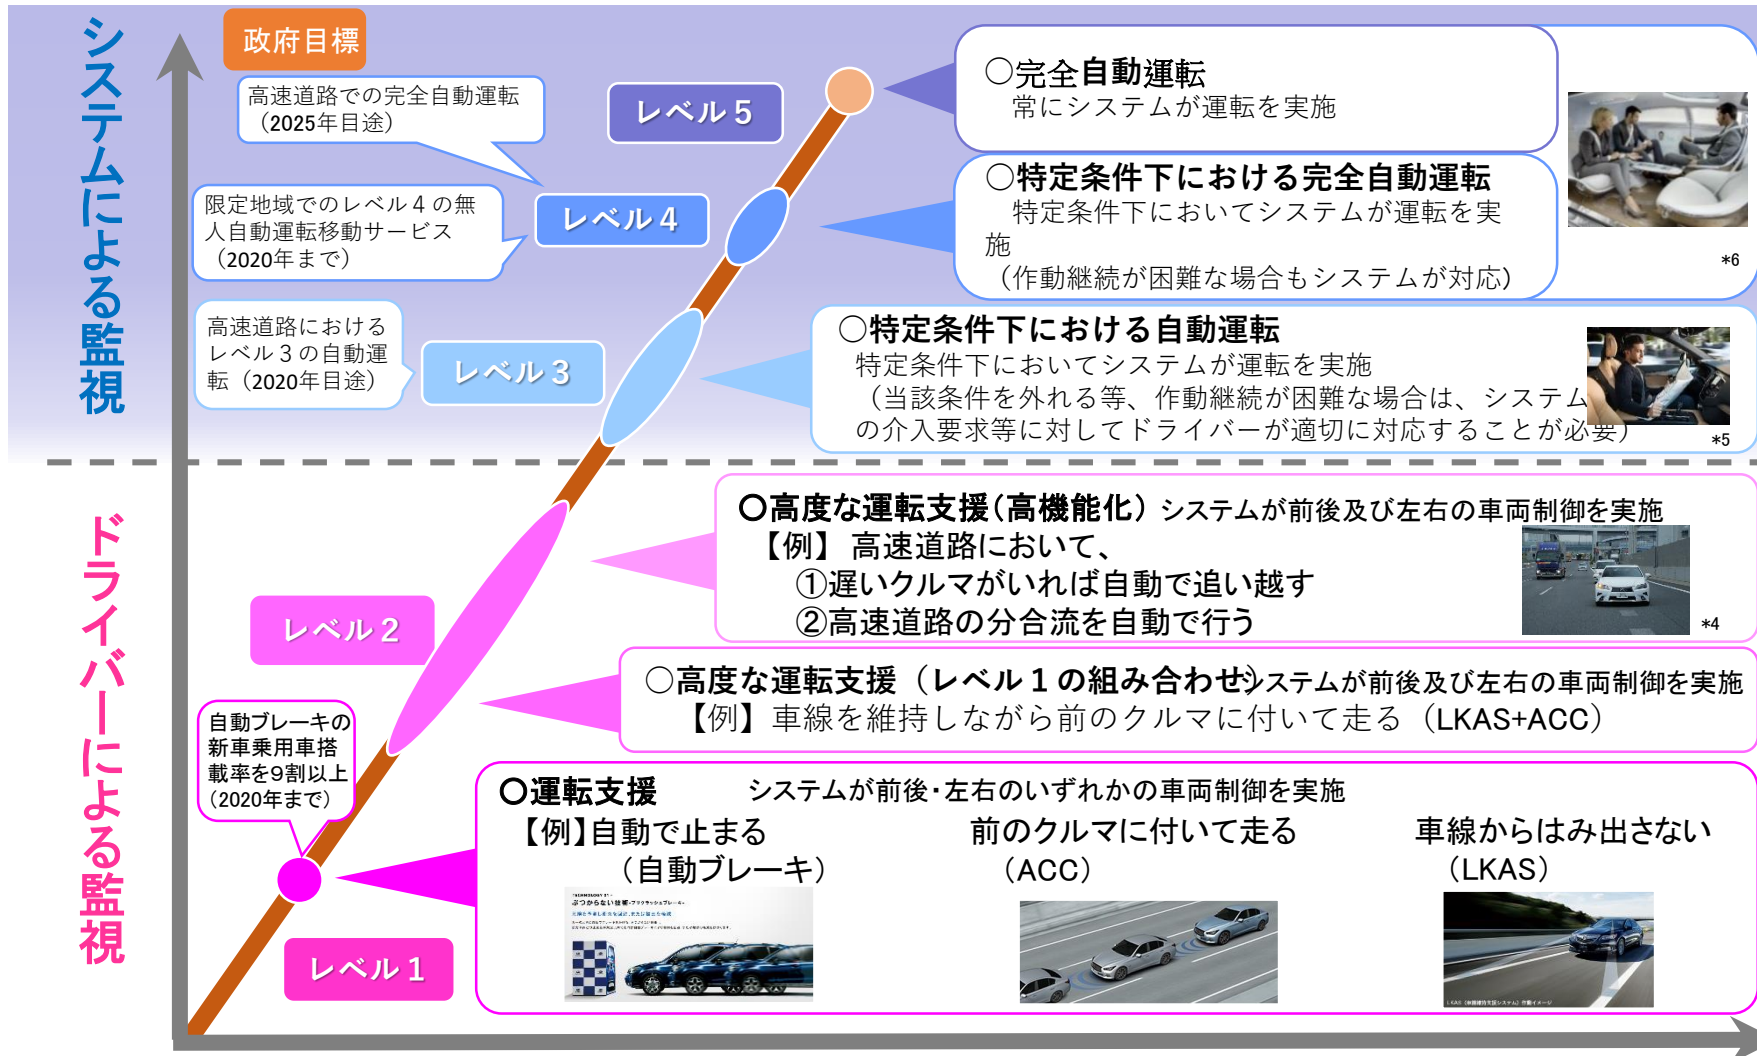 システムによる監視
政府目標
高速道路での完全自動運転
（2025年目途）
レベル５
○完全自動運転
常にシステムが運転を実施
限定地域でのレベル４の無
人自動運転移動サービス
（2020年まで）
レベル４
○特定条件下における完全自動運転
特定条件下においてシステムが運転を実
施
（作動継続が困難な場合もシステムが対応）
*6
高速道路における
レベル３の自動運
転（2020年目途）
レベル３
○特定条件下における自動運転
特定条件下においてシステムが運転を実施
（当該条件を外れる等、作動継続が困難な場合は、システム
の介入要求等に対してドライバーが適切に対応することが必要）
*5
ドライバーによる監視
○高度な運転支援（高機能化） システムが前後及び左右の車両制御を実施
【例】 高速道路において、
①遅いクルマがいれば自動で追い越す
②高速道路の分合流を自動で行う
*4
レベル２
○高度な運転支援（レベル１の組み合わせ）システムが前後及び左右の車両制御を実施
【例】車線を維持しながら前のクルマに付いて走る（LKAS+ACC）
自動ブレーキの
新車乗用車搭
載率を9割以上
（2020年まで）
レベル１
○運転支援 システムが前後・左右のいずれかの車両制御を実施
【例】自動で止まる
（自動ブレーキ）
前のクルマに付いて走る
（ACC）
車線からはみ出さない
（LKAS）
ぶつからない技術
LKAS（車線維持支援システム）作動イメージ